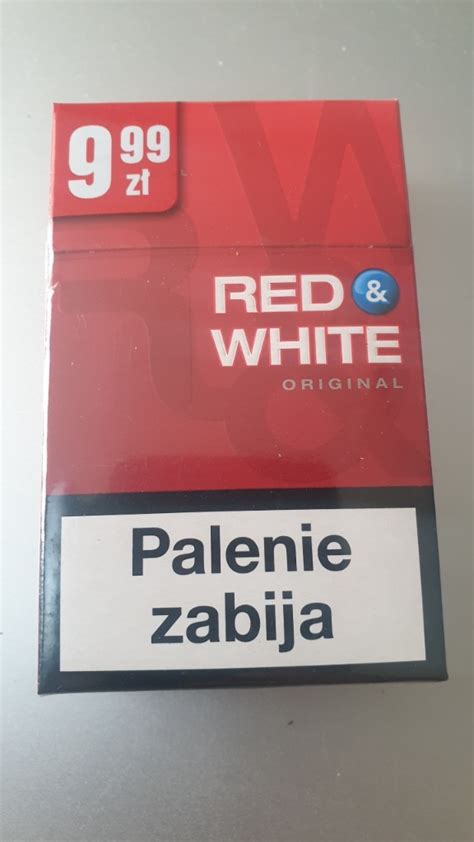 9 99 zł
RED &
WHITE
ORIGINAL
Palenie
zabija